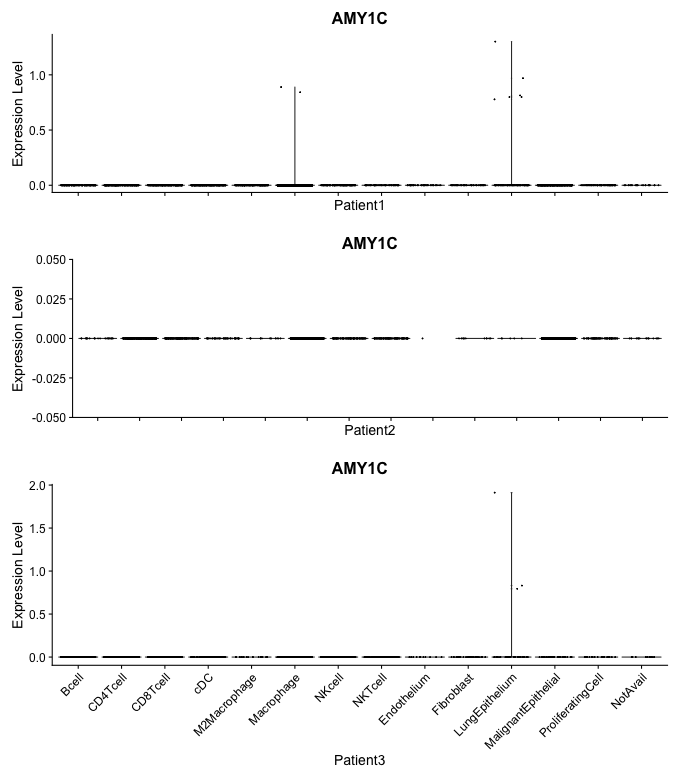 AMY1C
Expression Level
1.0
0.5
0.0
Patient1
AMY1C
Expression Level
0.050
0.025
0.000
-0.025
-0.050
Patient2
AMY1C
Expression Level
2.0
1.5
1.0
0.5
0.0
Bcell
CD4Tcell
CD8Tcell
cDC
M2Macrophage
Macrophage
NKcell
NKTcell
Endothelium
Fibroblast
LungEpithelium
MalignantEpithelial
ProliferatingCell
NotAvail
Patient3